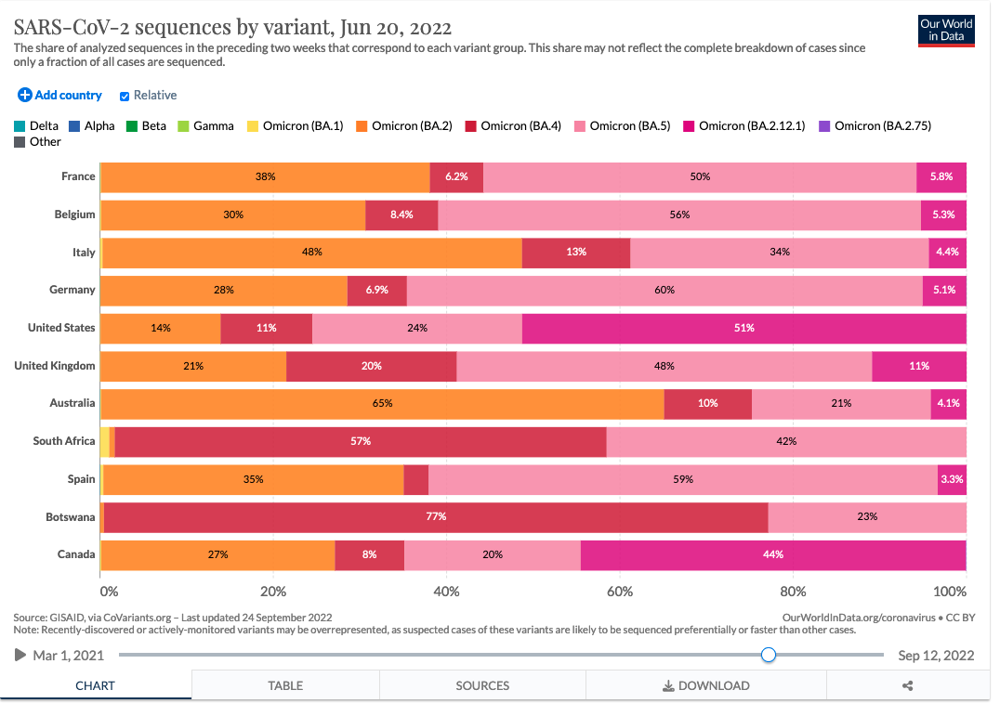 SARS-CoV-2 sequences by variant, Jun 20, 2022
Our World
in Data
The share of analyzed sequences in the preceding two weeks that correspond to each variant group. This share may not reflect the complete breakdown of cases since
only a fraction of all cases are sequenced.
Add country
Relative
Delta Alpha Beta Gamma Omicron (BA.1) Omicron (BA.2) Omicron (BA.4) Omicron (BA.5) Omicron (BA.2.12.1) Omicron (BA.2.75)
Other
France 38% 6.2% 50% 5.8%
Belgium 30% 8.4% 56% 5.3%
Italy 48% 13% 34% 4.4%
Germany 28% 6.9% 60% 5.1%
United States 14% 11% 24% 51%
United Kingdom 21% 20% 48% 11%
Australia 65% 10% 21% 4.1%
South Africa 57% 42%
Spain 35% 59% 3.3%
Botswana 77% 23%
Canada 27% 8% 20% 44%
0% 20% 40% 60% 80% 100%
Source: GISAID, via CoVariants.org – Last updated 24 September 2022
OurWorldInData.org/coronavirus • CC BY
Note: Recently-discovered or actively-monitored variants may be overrepresented, as suspected cases of these variants are likely to be sequenced preferentially or faster than other cases.
Mar 1, 2021 Sep 12, 2022
CHART TABLE SOURCES DOWNLOAD